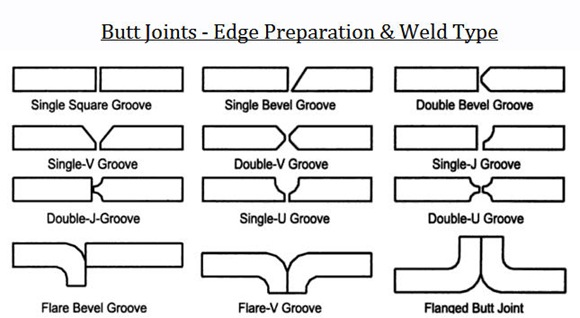 Butt Joints - Edge Preparation & Weld Type
Single Square Groove
Single Bevel Groove
Double Bevel Groove
Single-V Groove
Double-V Groove
Single-J Groove
Double-J-Groove
Single-U Groove
Double-U Groove
Flare Bevel Groove
Flare-V Groove
Flanged Butt Joint